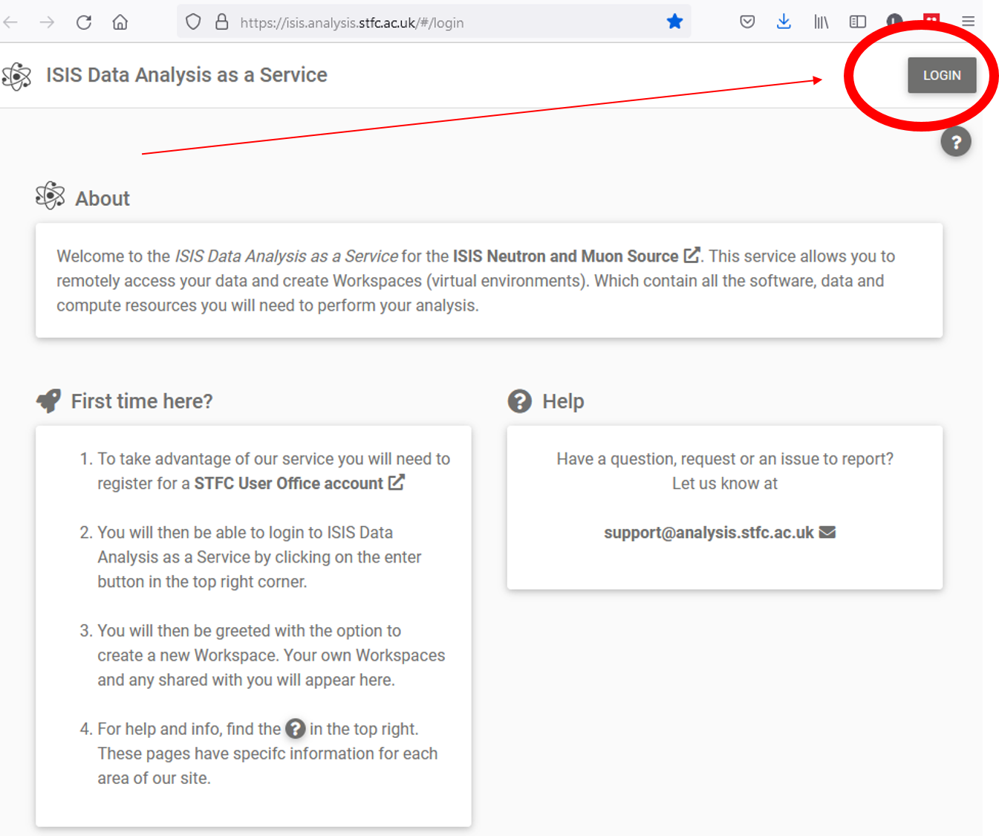 https://isis.analysis.stfc.ac.uk/#/login
ISIS Data Analysis as a Service
LOGIN
?
About
Welcome to the ISIS Data Analysis as a Service for the ISIS Neutron and Muon Source. This service allows you to
remotely access your data and create Workspaces (virtual environments). Which contain all the software, data and
compute resources you will need to perform your analysis.
First time here?
1. To take advantage of our service you will need to
register for a STFC User Office account
2. You will then be able to login to ISIS Data
Analysis as a Service by clicking on the enter
button in the top right corner.
3. You will then be greeted with the option to
create a new Workspace. Your own Workspaces
and any shared with you will appear here.
4. For help and info, find the ? in the top right.
These pages have specifc information for each
area of our site.
? Help
Have a question, request or an issue to report?
Let us know at
support@analysis.stfc.ac.uk